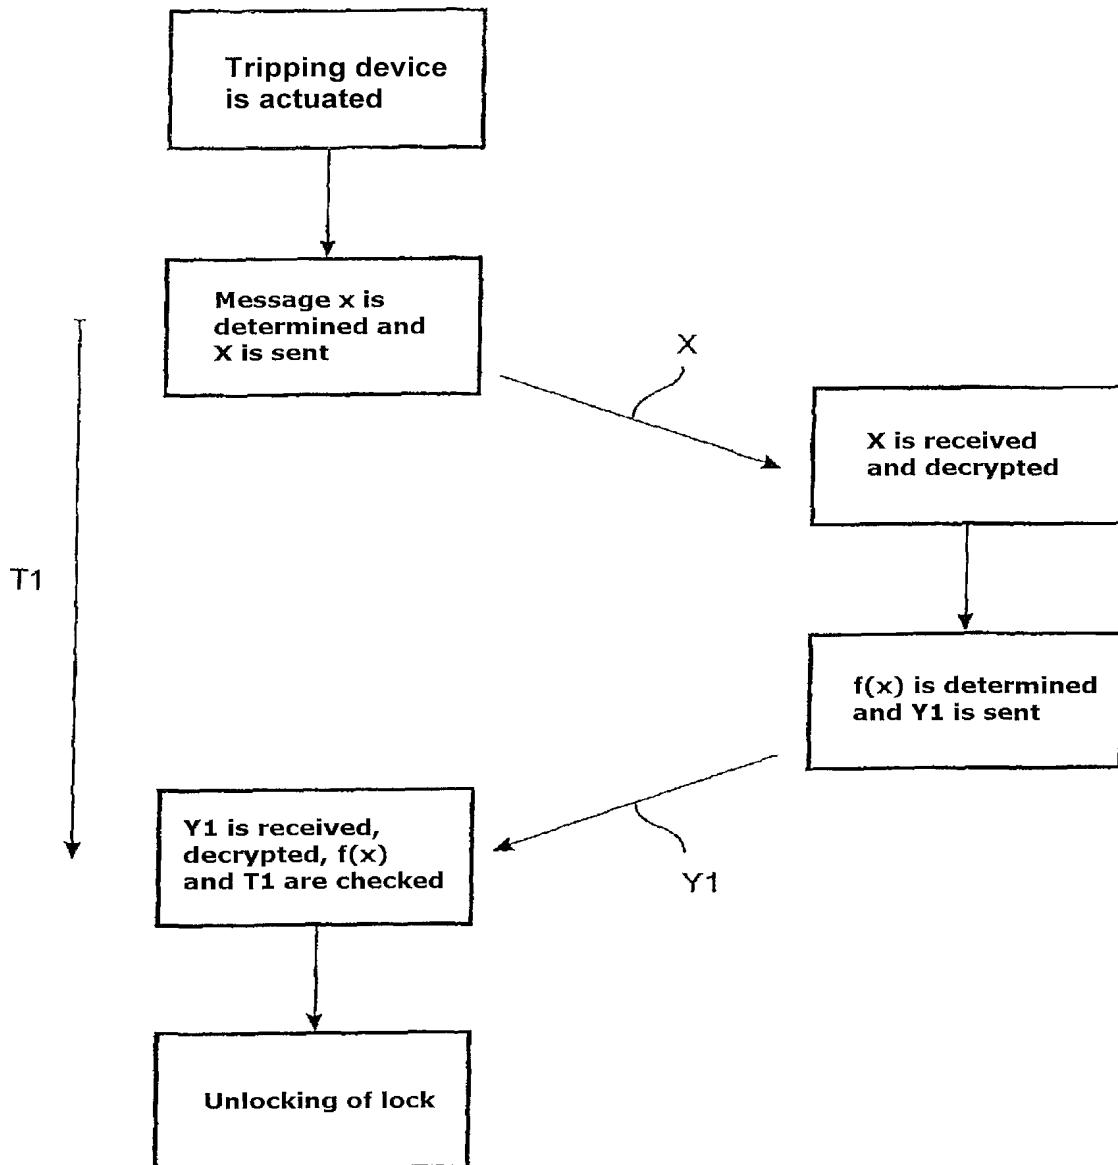 Tripping device
is actuated
Message x is
determined and
X is sent
X
X is received
and decrypted
T1
f(x) is determined
and Y1 is sent
Y1 is received,
decrypted, f(x)
and T1 are checked
Y1
Unlocking of lock